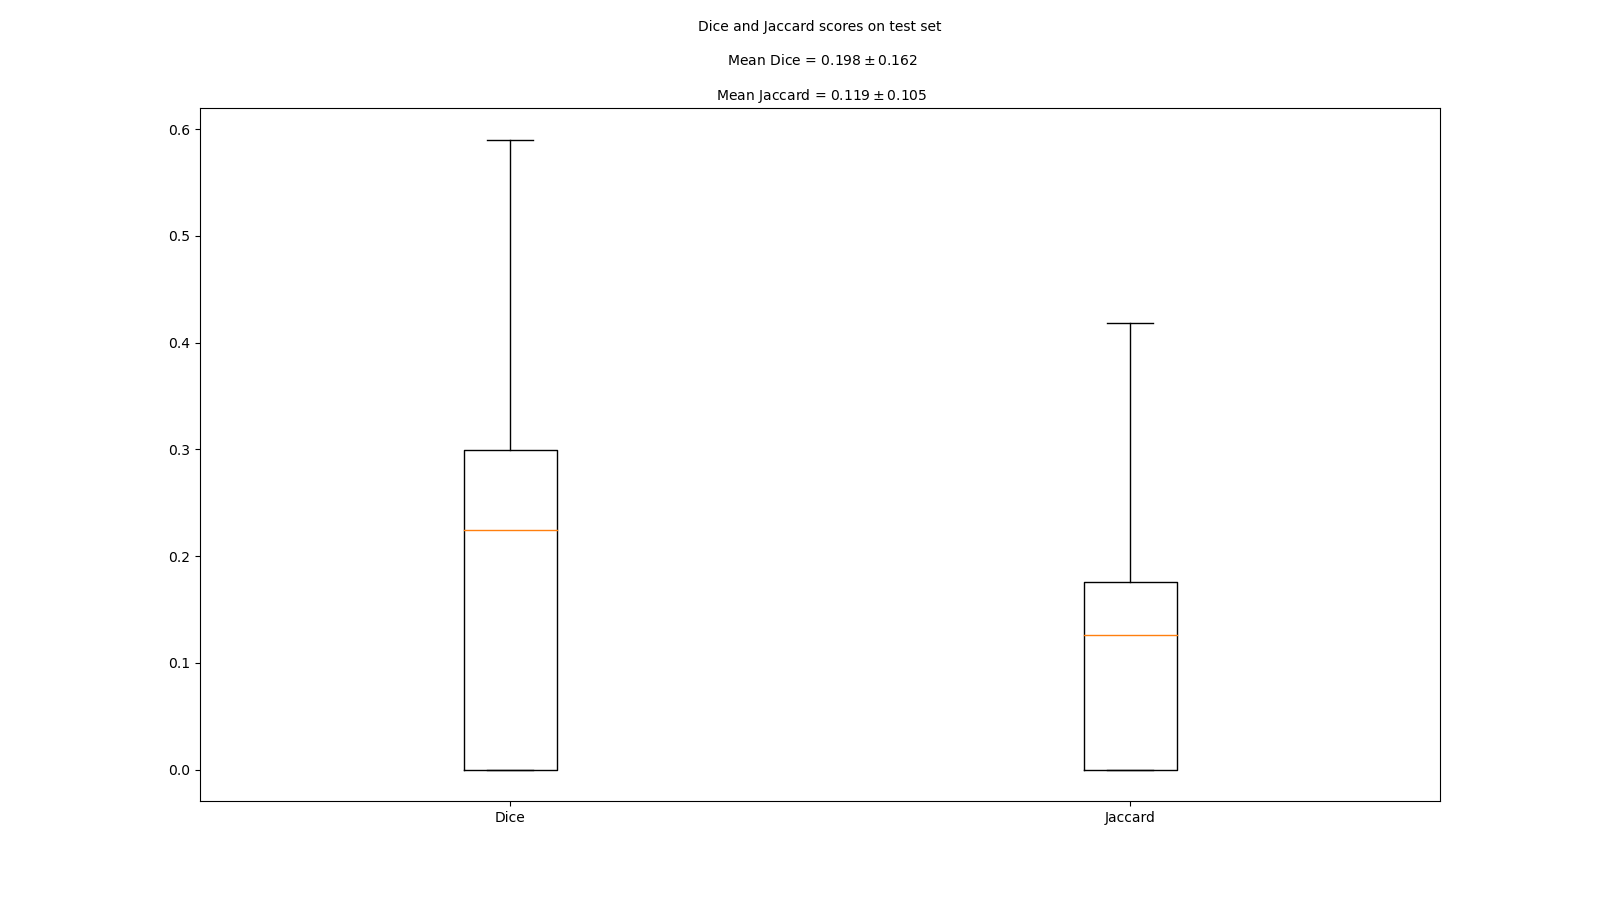 Dice and Jaccard scores on test set
Mean Dice = 0.198 ± 0.162
Mean Jaccard = 0.119 ± 0.105
0.6
0.5
0.4
0.3
0.2
0.1
0.0
Dice
Jaccard